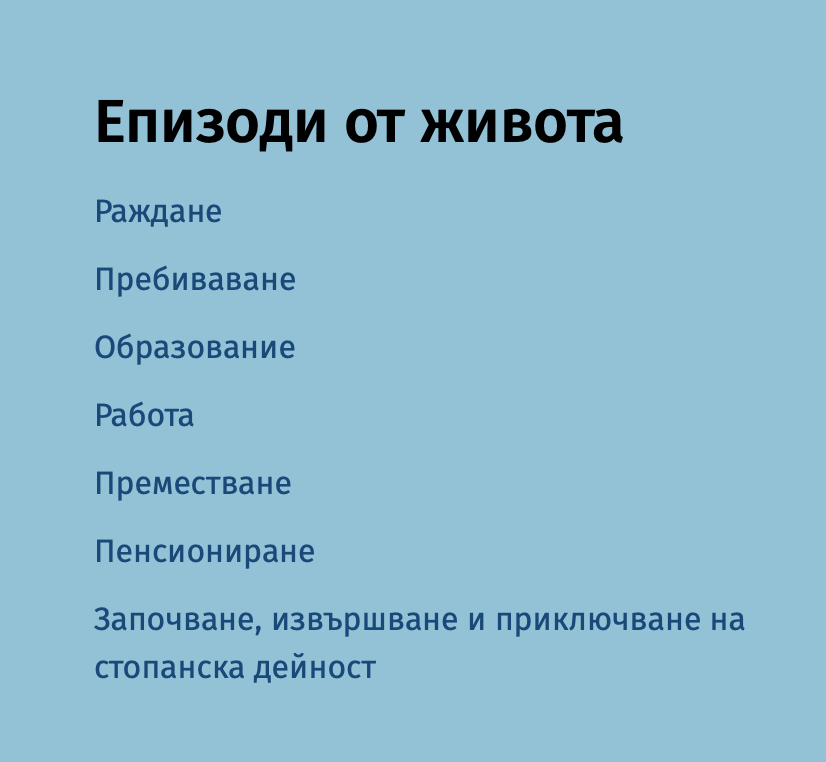 Епизоди от живота
Раждане
Пребиваване
Образование
Работа
Преместване
Пенсиониране
Започване, извършване и приключване на
стопанска дейност